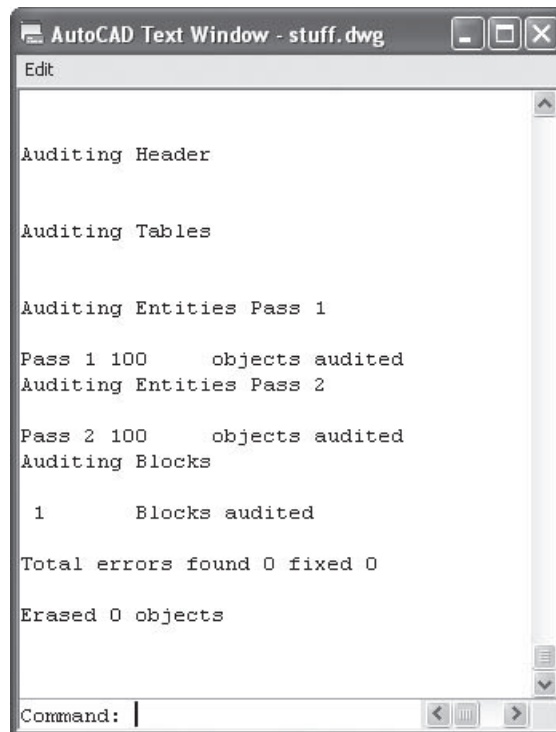 AutoCAD Text Window - stuff.dwg
Edit
Auditing Header
Auditing Tables
Auditing Entities Pass 1
Pass 1 100 objects audited
Auditing Entities Pass 2
Pass 2 100 objects audited
Auditing Blocks
1 Blocks audited
Total errors found 0 fixed 0
Erased 0 objects
Command: